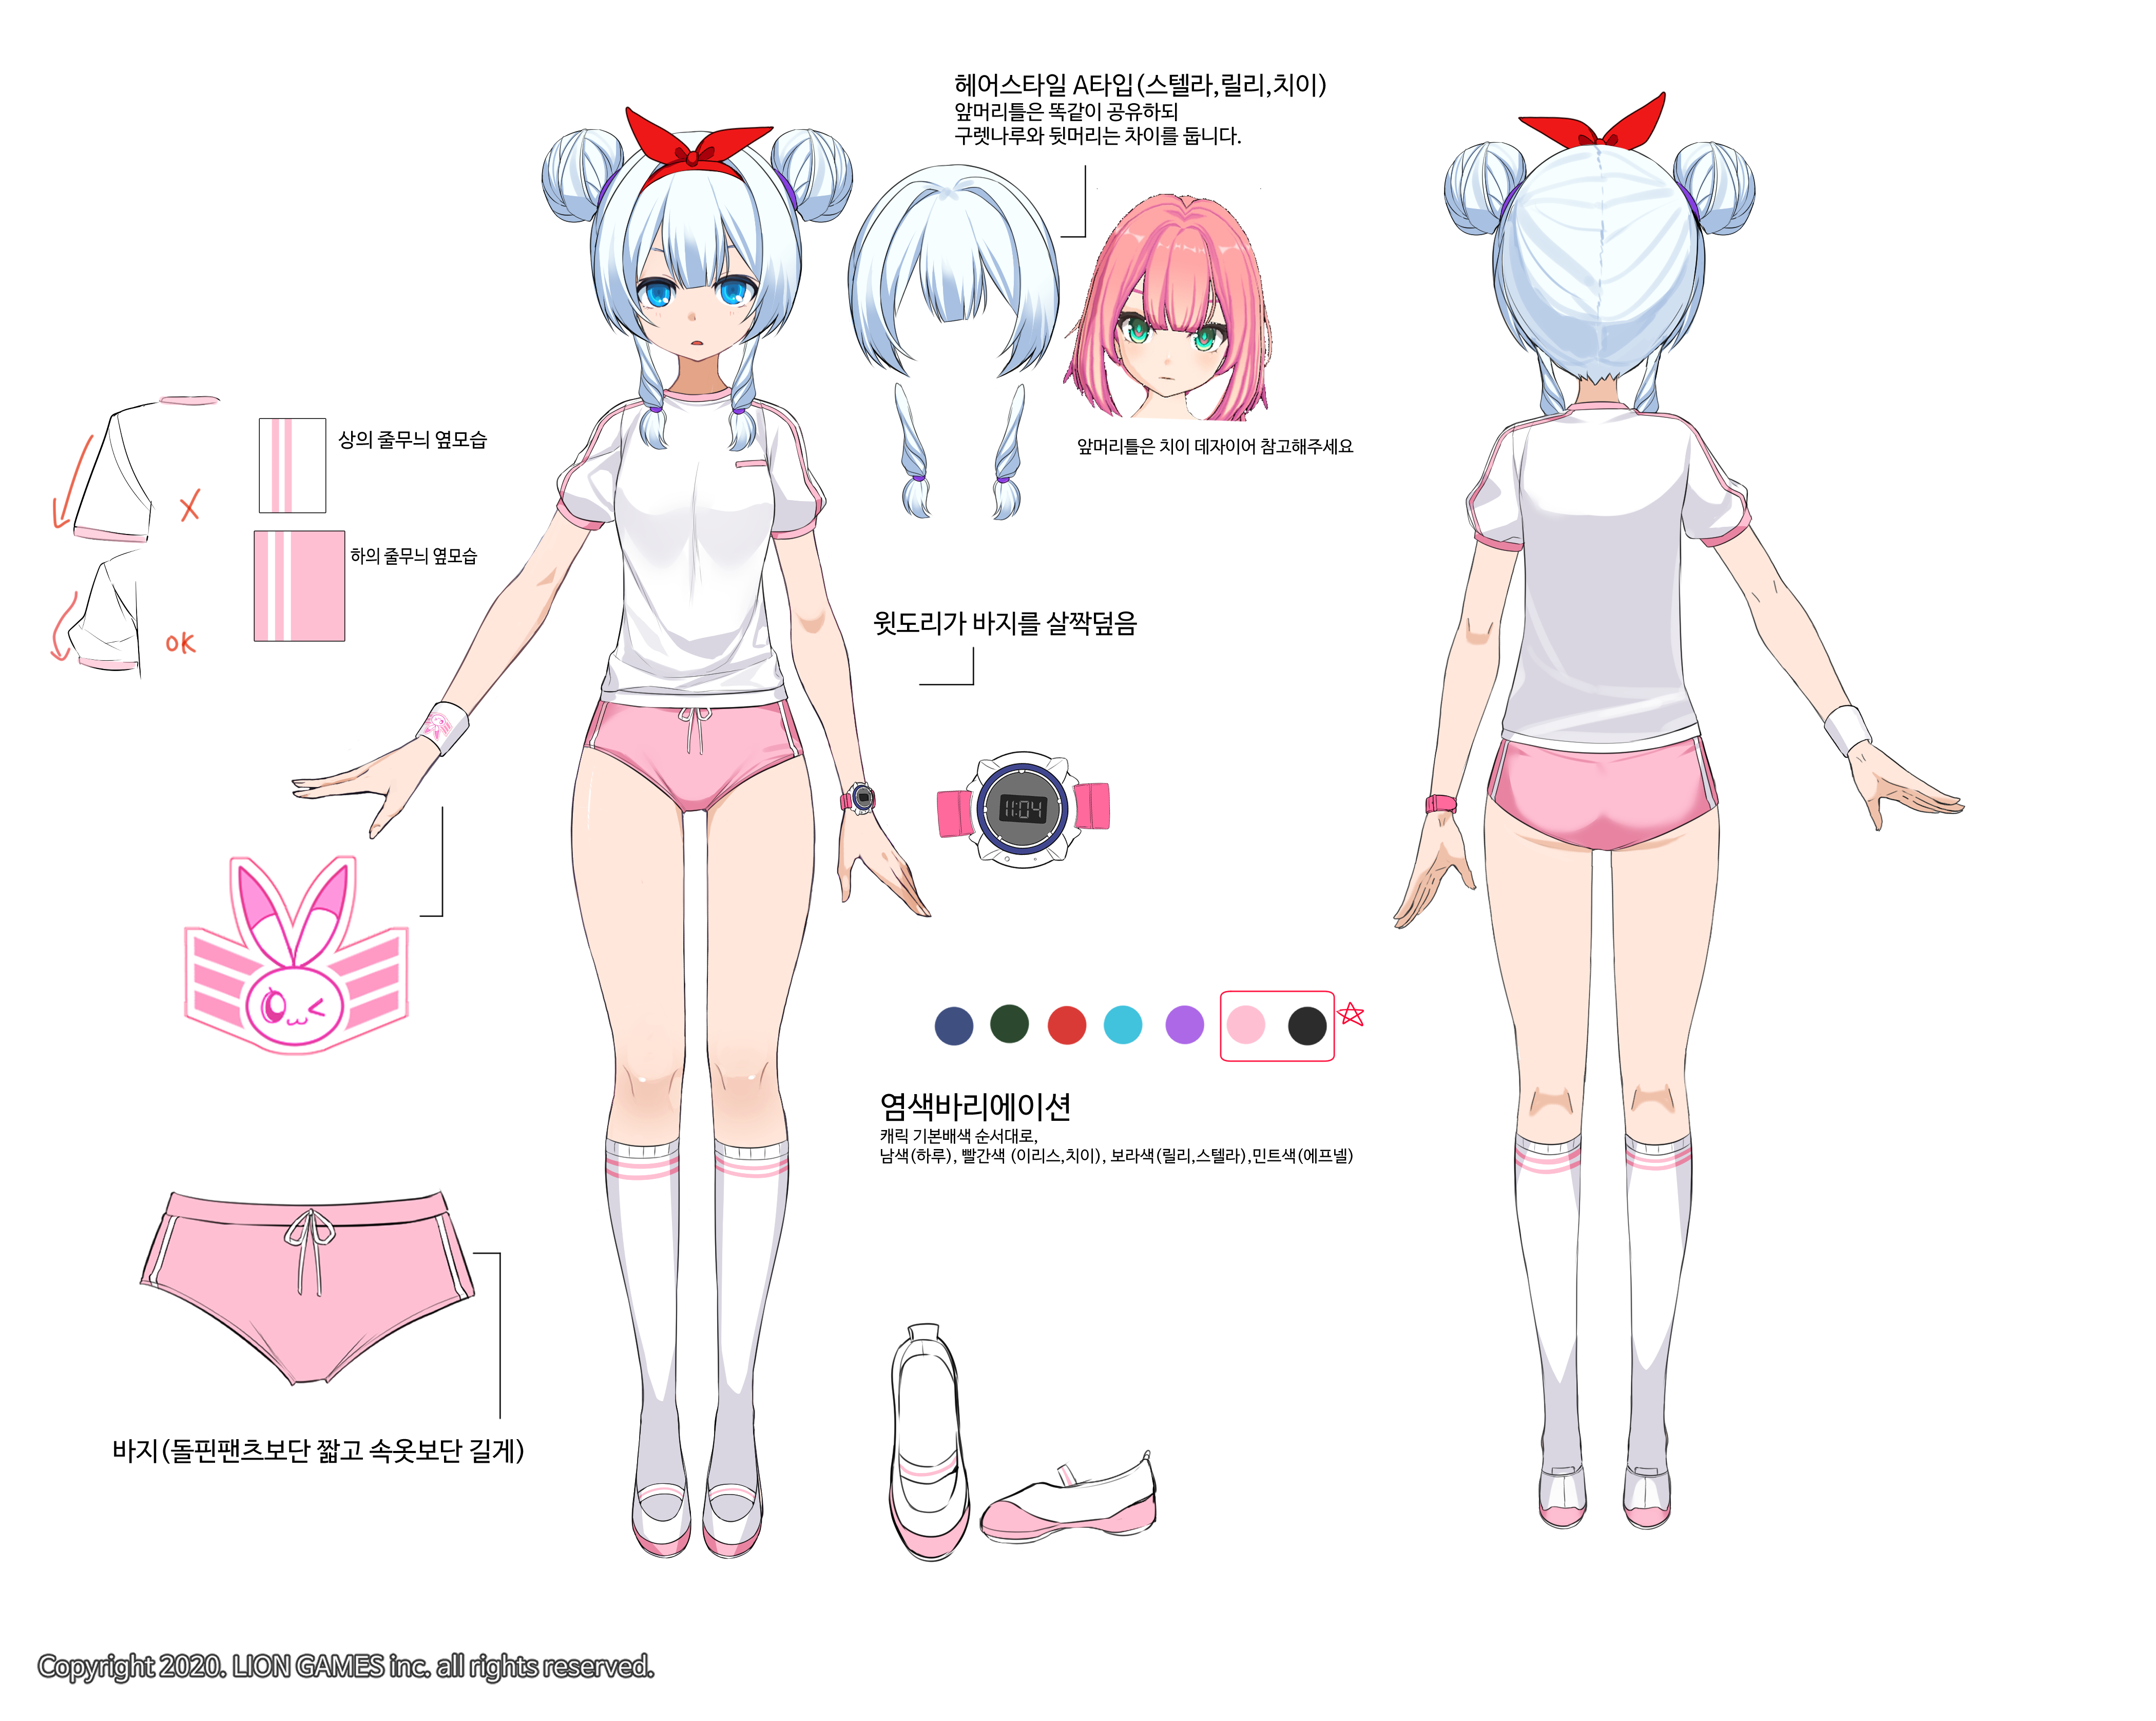 헤어스타일 A타입(스텔라,릴리,치이)
앞머리틀은 똑같이 공유하되
구렛나루와 뒷머리는 차이를 둡니다.
앞머리틀은 치이 데자이어 참고해주세요
상의 줄무늬 옆모습
X
하의 줄무늬 옆모습
OK
윗도리가 바지를 살짝덮음
11:04
염색바리에이션
캐릭 기본배색 순서대로,
남색(하루), 빨간색 (이리스,치이), 보라색(릴리,스텔라),민트색(에프넬)
바지(돌핀팬츠보단 짧고 속옷보단 길게)
Copyright 2020. LION GAMES inc. all rights reserved.